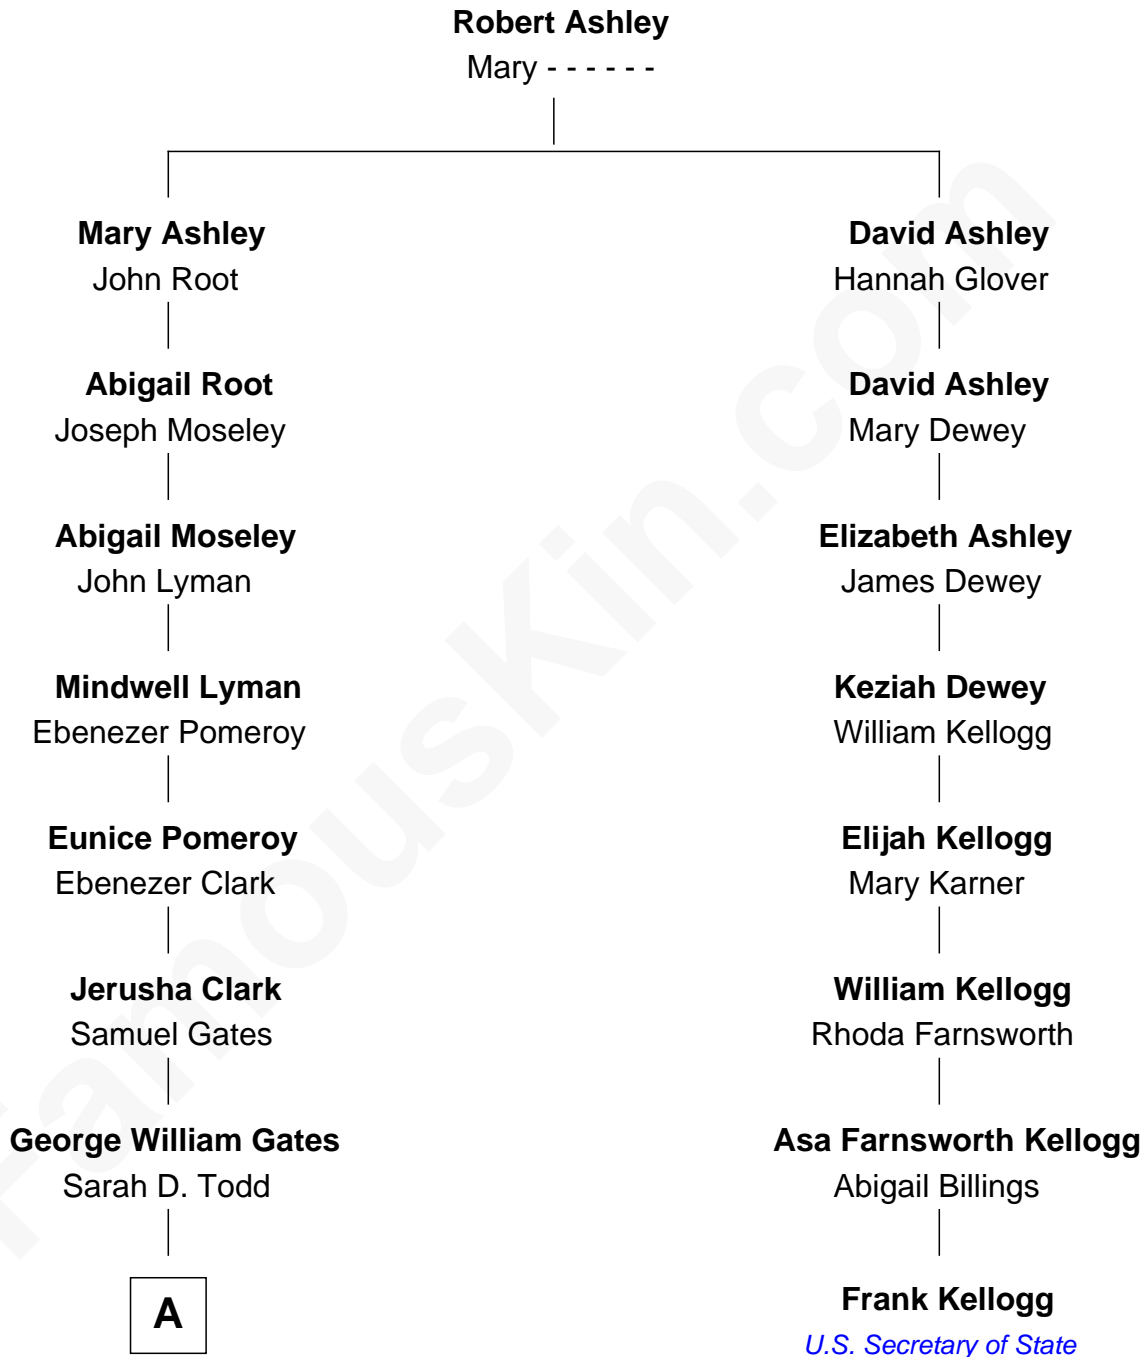 Robert Ashley
Mary - - - - - -
Mary Ashley
John Root
David Ashley
Hannah Glover
Abigail Root
Joseph Moseley
David Ashley
Mary Dewey
Abigail Moseley
John Lyman
Elizabeth Ashley
James Dewey
Mindwell Lyman
Ebenezer Pomeroy
Keziah Dewey
William Kellogg
Eunice Pomeroy
Ebenezer Clark
Elijah Kellogg
Mary Karner
Jerusha Clark
Samuel Gates
William Kellogg
Rhoda Farnsworth
George William Gates
Sarah D. Todd
Asa Farnsworth Kellogg
Abigail Billings
A
Frank Kellogg
U.S. Secretary of State
FamousKin.com